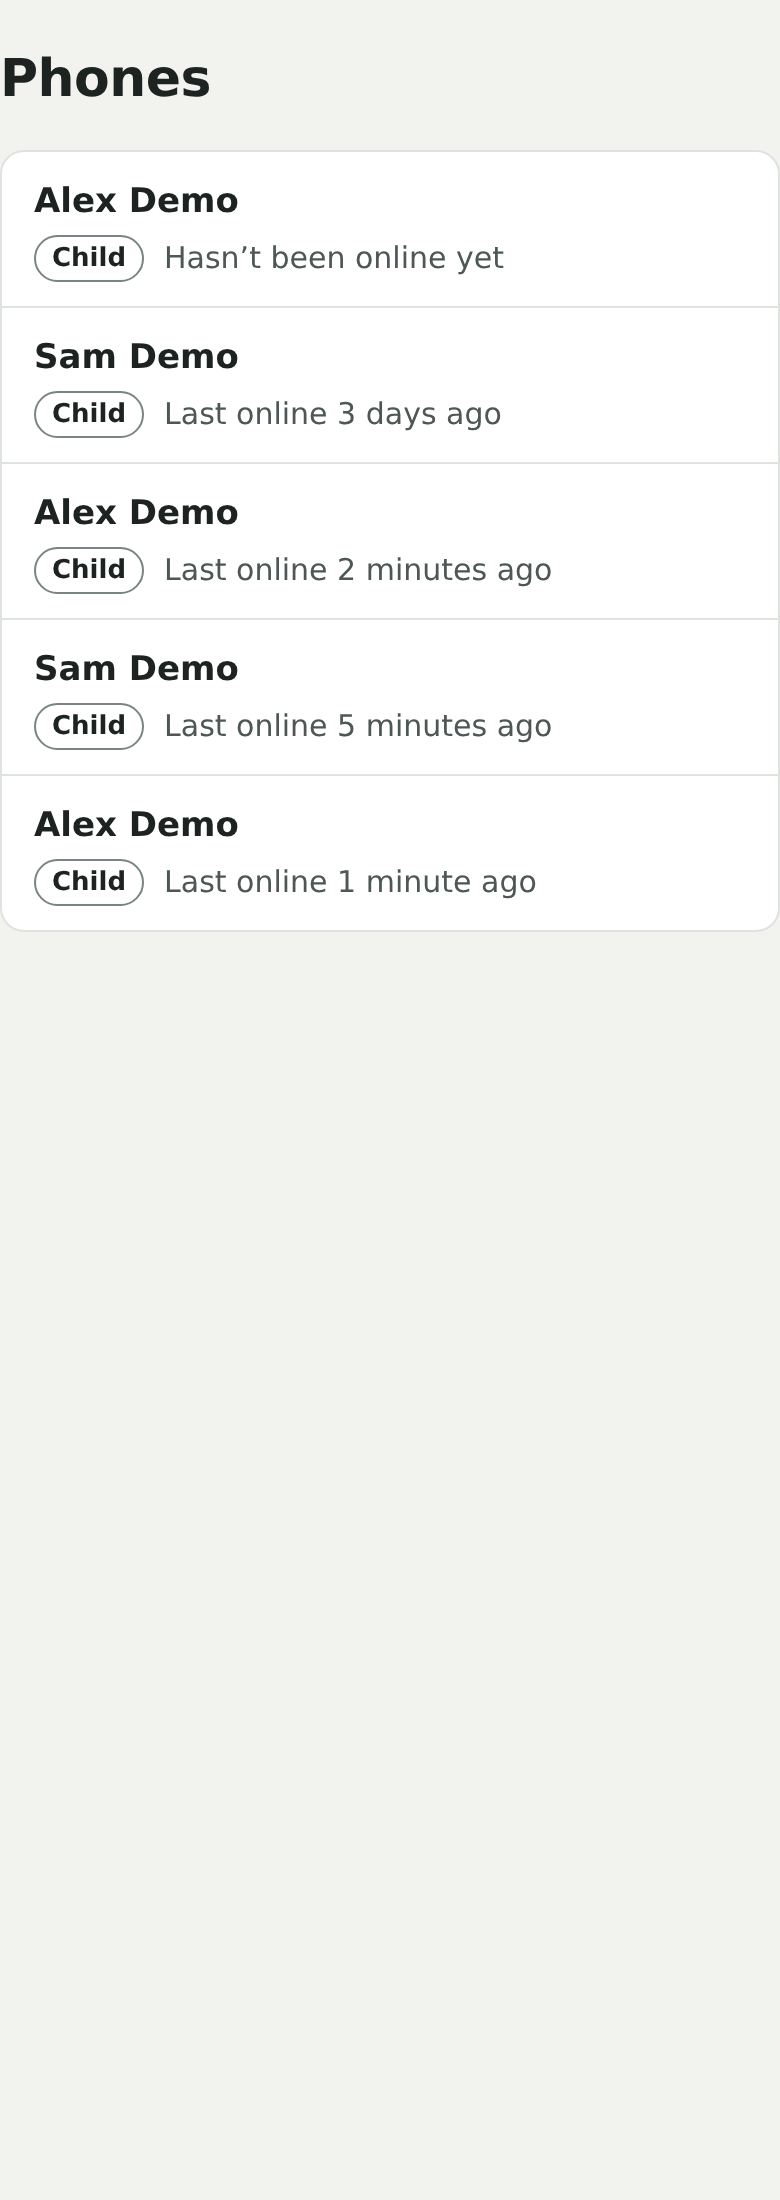 Phones
Alex Demo
Child Hasn’t been online yet
Sam Demo
Child Last online 3 days ago
Alex Demo
Child Last online 2 minutes ago
Sam Demo
Child Last online 5 minutes ago
Alex Demo
Child Last online 1 minute ago